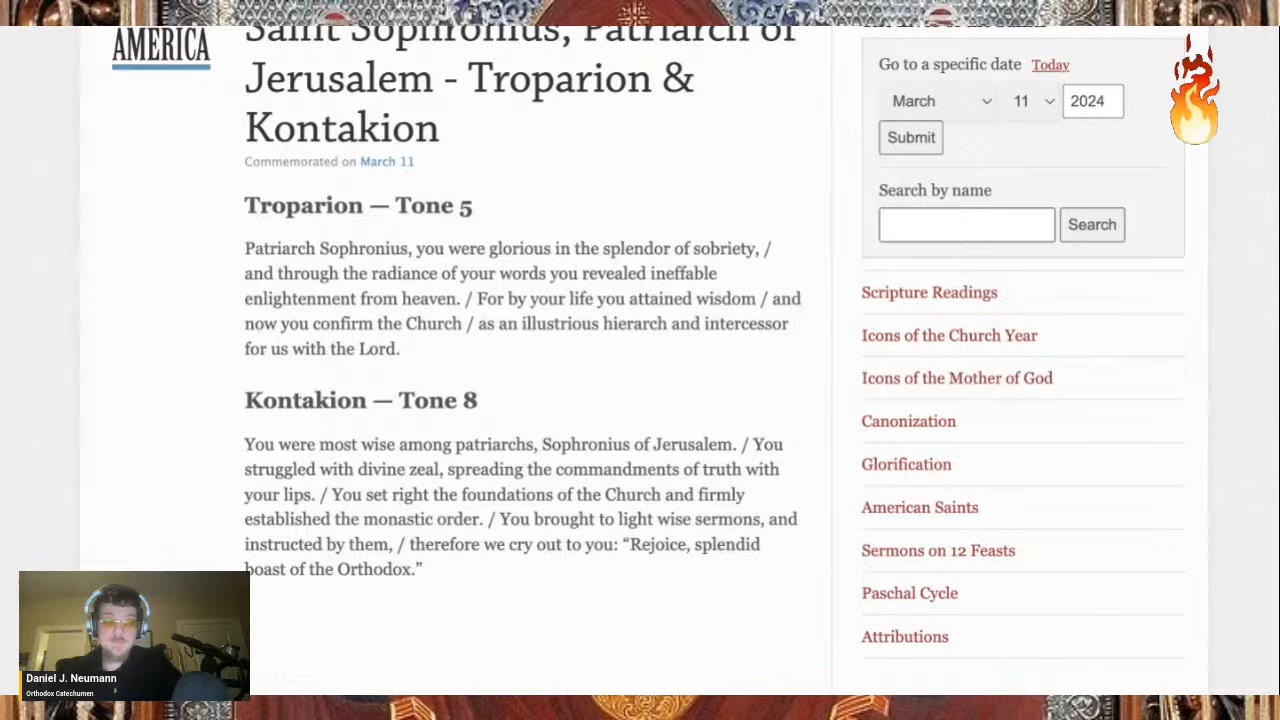 AMERICA
Saint Sophronius, Patriarch of
Jerusalem - Troparion &
Kontakion
Commemorated on March 11
Troparion — Tone 5
Patriarch Sophronius, you were glorious in the splendor of sobriety, /
and through the radiance of your words you revealed ineffable
enlightenment from heaven. / For by your life you attained wisdom / and
now you confirm the Church / as an illustrious hierarch and intercessor
for us with the Lord.
Kontakion — Tone 8
You were most wise among patriarchs, Sophronius of Jerusalem. / You
struggled with divine zeal, spreading the commandments of truth with
your lips. / You set right the foundations of the Church and firmly
established the monastic order. / You brought to light wise sermons, and
instructed by them, / therefore we cry out to you: “Rejoice, splendid
boast of the Orthodox.”
Go to a specific date Today
March 11 2024
Submit
Search by name
Search
Scripture Readings
Icons of the Church Year
Icons of the Mother of God
Canonization
Glorification
American Saints
Sermons on 12 Feasts
Paschal Cycle
Attributions
Daniel J. Neumann
Orthodox Catechumen